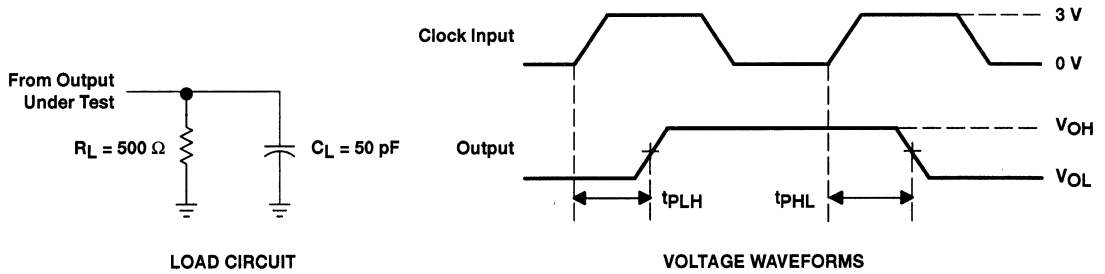 From Output
Under Test
RL = 500 Ω
CL = 50 pF
LOAD CIRCUIT
Clock Input
3 V
0 V
Output
VOH
VOL
tPLH
tPHL
VOLTAGE WAVEFORMS